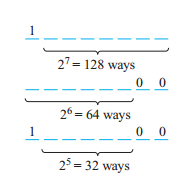 1
2⁷ = 128 ways
0 0
2⁶ = 64 ways
1 0 0
2⁵ = 32 ways